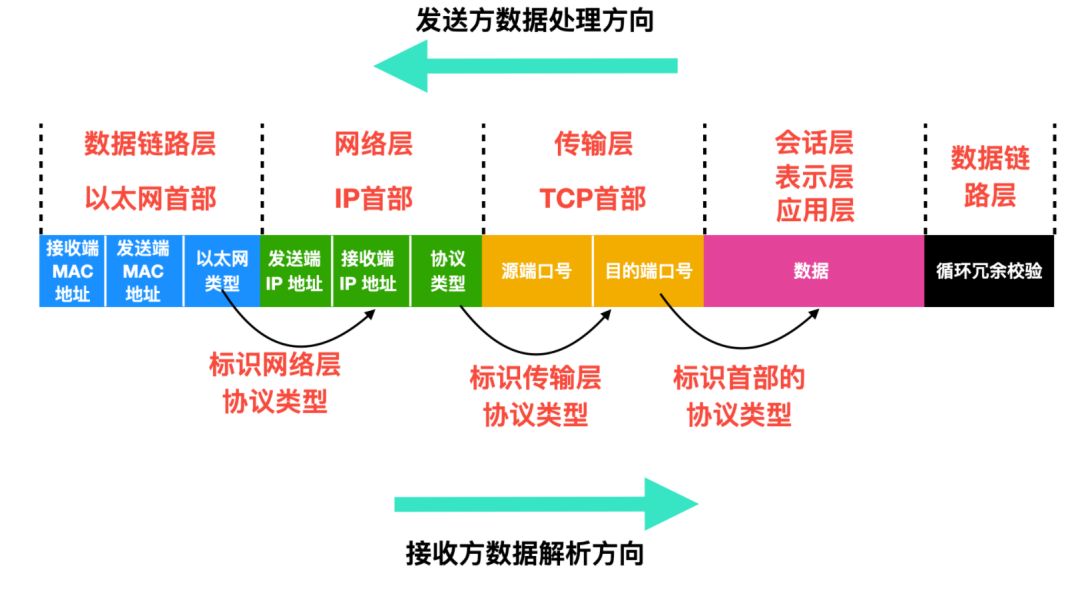 发送方数据处理方向
数据链路层
以太网首部
网络层
IP首部
传输层
TCP首部
会话层
表示层
应用层
数据链
路层
接收端
MAC
地址
发送端
MAC
地址
以太网
类型
发送端
IP 地址
接收端
IP 地址
协议
类型
源端口号
目的端口号
数据
循环冗余校验
标识网络层
协议类型
标识传输层
协议类型
标识首部的
协议类型
接收方数据解析方向